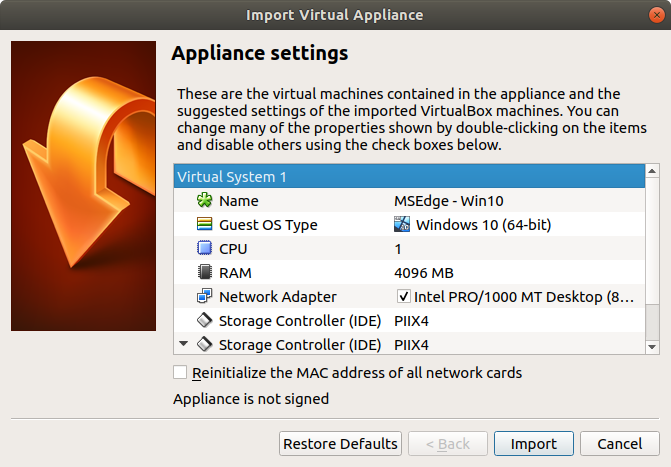 Import Virtual Appliance
Appliance settings
These are the virtual machines contained in the appliance and the
suggested settings of the imported VirtualBox machines. You can
change many of the properties shown by double-clicking on the items
and disable others using the check boxes below.
Virtual System 1
Name MSEdge - Win10
Guest OS Type Windows 10 (64-bit)
CPU 1
RAM 4096 MB
Network Adapter Intel PRO/1000 MT Desktop (8...
Storage Controller (IDE) PIIX4
Storage Controller (IDE) PIIX4
Reinitialize the MAC address of all network cards
Appliance is not signed
Restore Defaults < Back Import Cancel